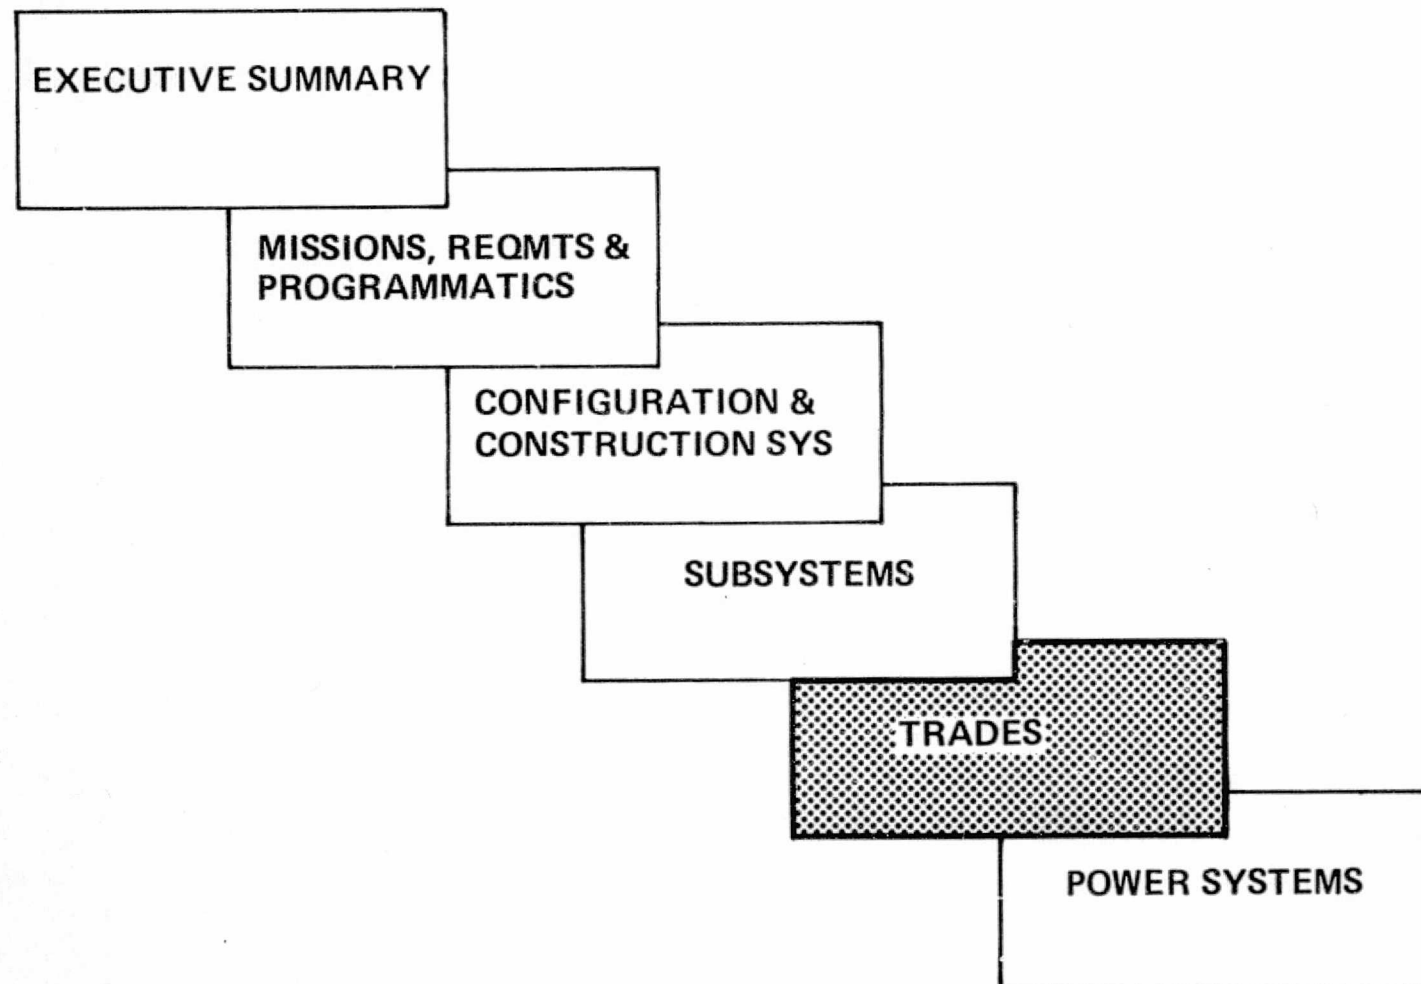 EXECUTIVE SUMMARY
MISSIONS, REQMTS &
PROGRAMMATICS
CONFIGURATION &
CONSTRUCTION SYS
SUBSYSTEMS
TRADES
POWER SYSTEMS